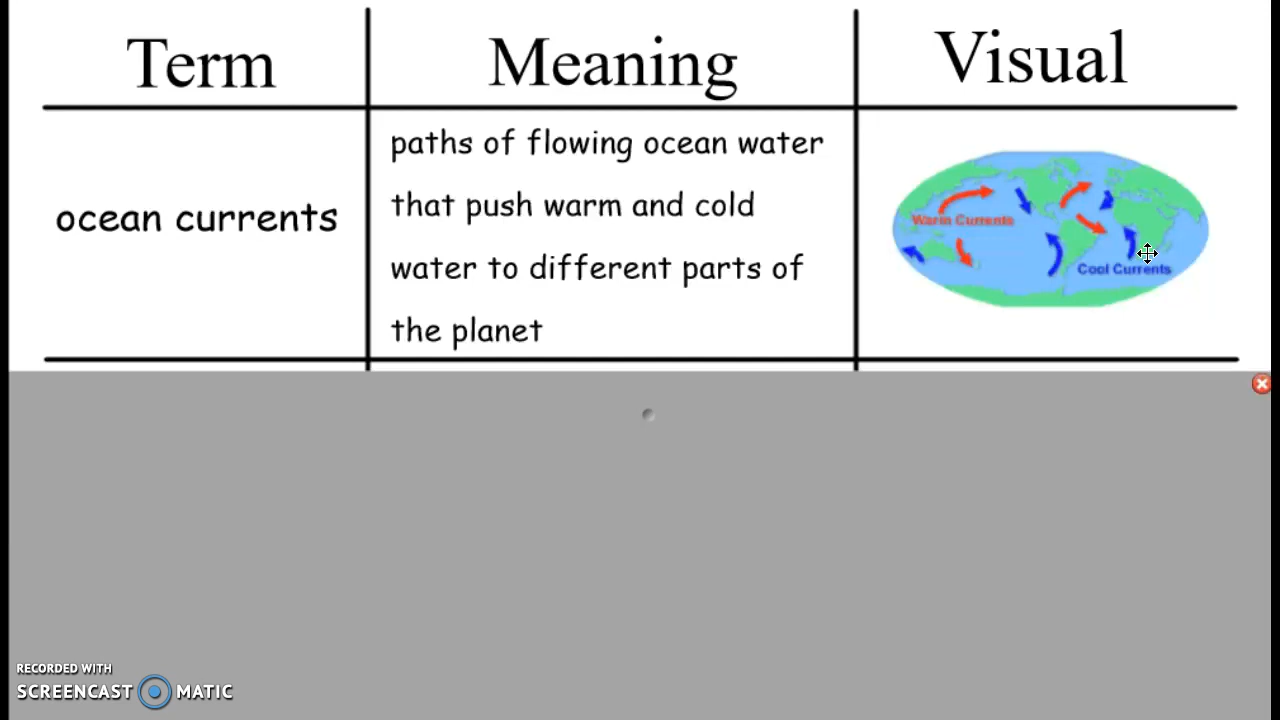 Term
Meaning
Visual
ocean currents
paths of flowing ocean water
that push warm and cold
water to different parts of
the planet
Warm Currents
Cool Currents
RECORDED WITH
SCREENCAST MATIC